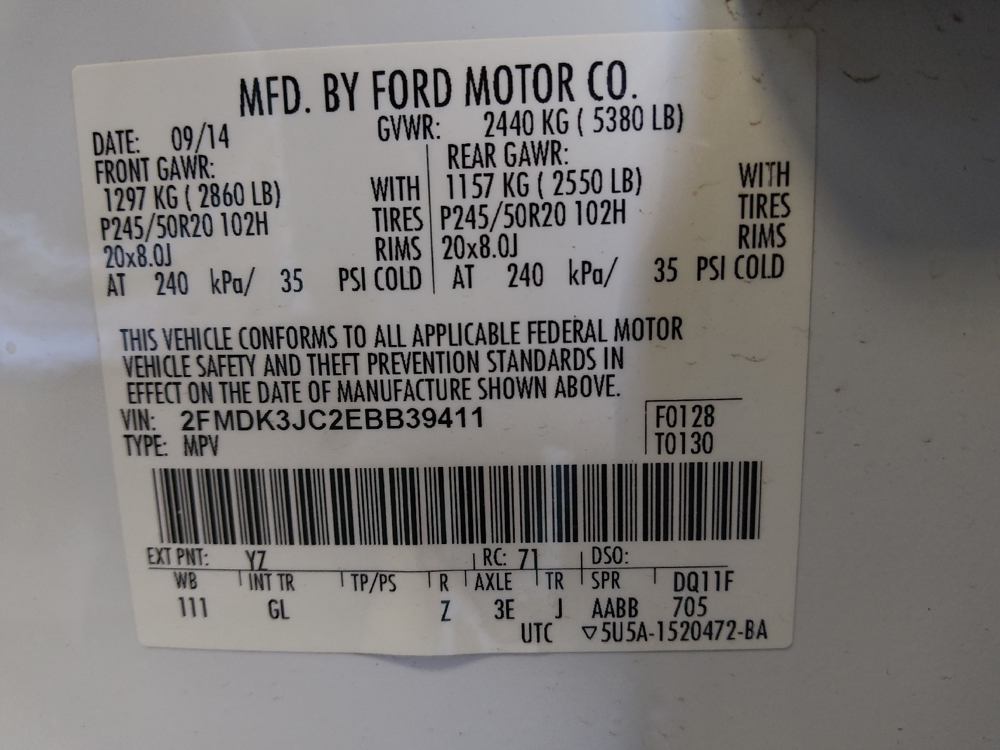 MFD. BY FORD MOTOR CO.
DATE: 09/14 GVWR: 2440 KG ( 5380 LB)
FRONT GAWR: REAR GAWR:
1297 KG ( 2860 LB) WITH 1157 KG ( 2550 LB) WITH
P245/50R20 102H TIRES P245/50R20 102H TIRES
20x8.0J RIMS 20x8.0J RIMS
AT 240 kPa/ 35 PSI COLD AT 240 kPa/ 35 PSI COLD
THIS VEHICLE CONFORMS TO ALL APPLICABLE FEDERAL MOTOR
VEHICLE SAFETY AND THEFT PREVENTION STANDARDS IN
EFFECT ON THE DATE OF MANUFACTURE SHOWN ABOVE.
VIN: 2FMDK3JC2EBB39411 F0128
TYPE: MPV T0130
EXT PNT: YZ RC: 71 DSO:
WB INT TR TP/PS R AXLE TR SPR DQ11F
111 GL Z 3E J AABB 705
UTC ▽5U5A-1520472-BA